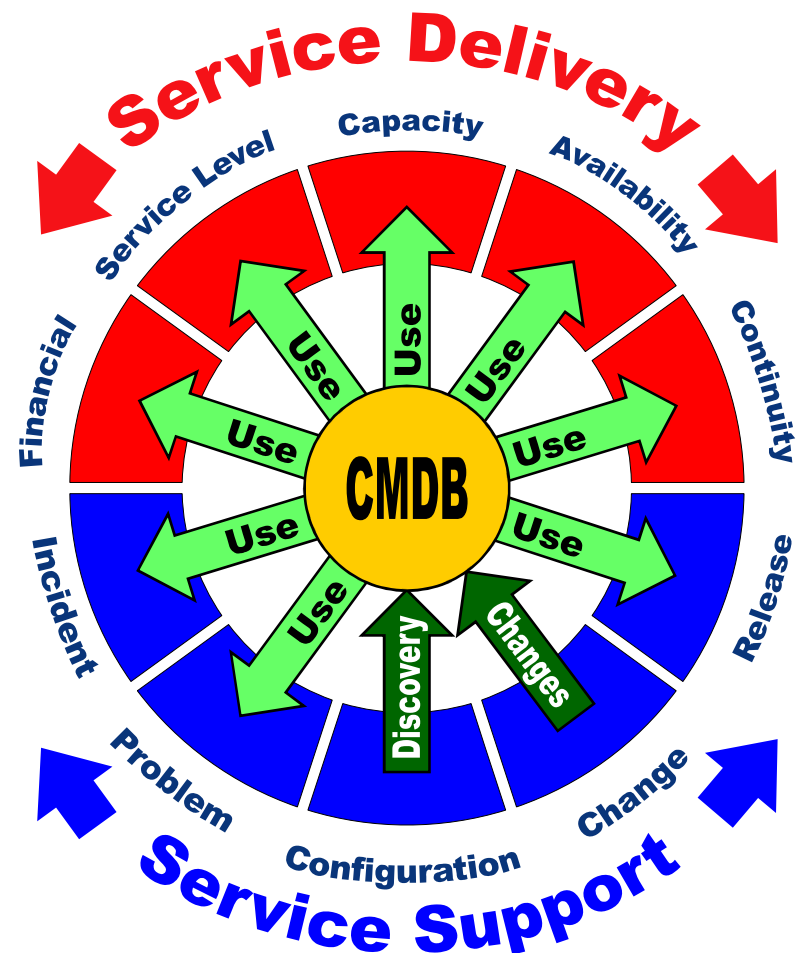 Service Delivery
Capacity
Service Level
Availability
Financial
Continuity
Use
Use
Use
Use
Use
CMDB
Use
Use
Use
Discovery
Changes
Incident
Release
Problem
Change
Configuration
Service Support